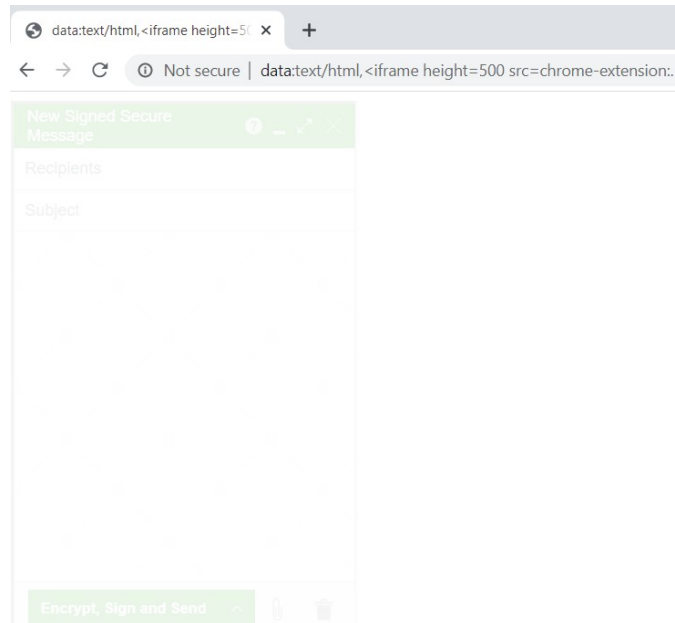 data:text/html,<iframe height=5
Not secure | data:text/html,<iframe height=500 src=chrome-extension:..
New Signed Secure
Message
Recipients
Subject
Encrypt, Sign and Send